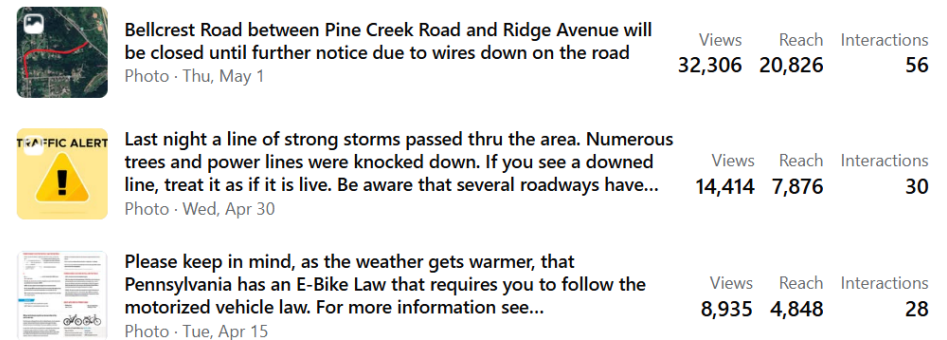 Bellcrest Road between Pine Creek Road and Ridge Avenue will
be closed until further notice due to wires down on the road
Photo · Thu, May 1
Views Reach Interactions
32,306 20,826 56
TRAFFIC ALERT
Last night a line of strong storms passed thru the area. Numerous
trees and power lines were knocked down. If you see a downed
line, treat it as if it is live. Be aware that several roadways have...
Photo · Wed, Apr 30
Views Reach Interactions
14,414 7,876 30
Please keep in mind, as the weather gets warmer, that
Pennsylvania has an E-Bike Law that requires you to follow the
motorized vehicle law. For more information see...
Photo · Tue, Apr 15
Views Reach Interactions
8,935 4,848 28